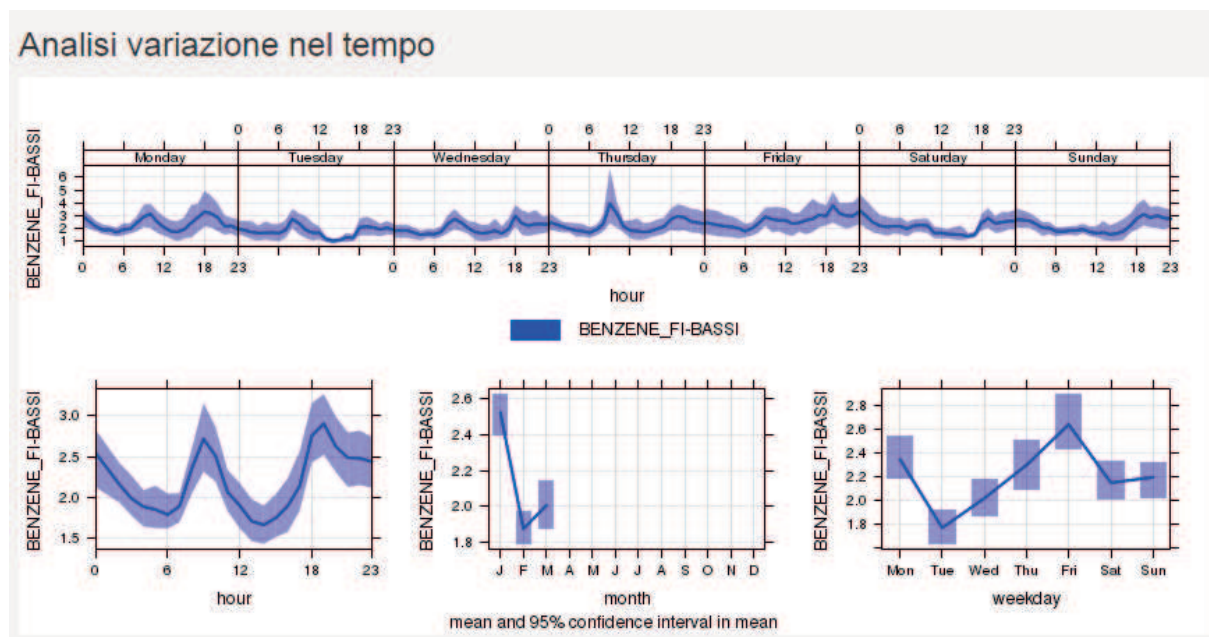 Analisi variazione nel tempo
0 6 12 18 23 0 6 12 18 23 0 6 12 18 23
Monday Tuesday Wednesday Thursday Friday Saturday Sunday
BENZENE_FI-BASSI
6
5
4
3
2
1
0 6 12 18 23 0 6 12 18 23 0 6 12 18 23 0 6 12 18 23
hour
BENZENE_FI-BASSI
BENZENE_FI-BASSI
3.0
2.5
2.0
1.5
0 6 12 18 23
hour
BENZENE_FI-BASSI
2.6
2.4
2.2
2.0
1.8
J F M A M J J A S O N D
month
BENZENE_FI-BASSI
2.8
2.6
2.4
2.2
2.0
1.8
Mon Tue Wed Thu Fri Sat Sun
weekday
mean and 95% confidence interval in mean